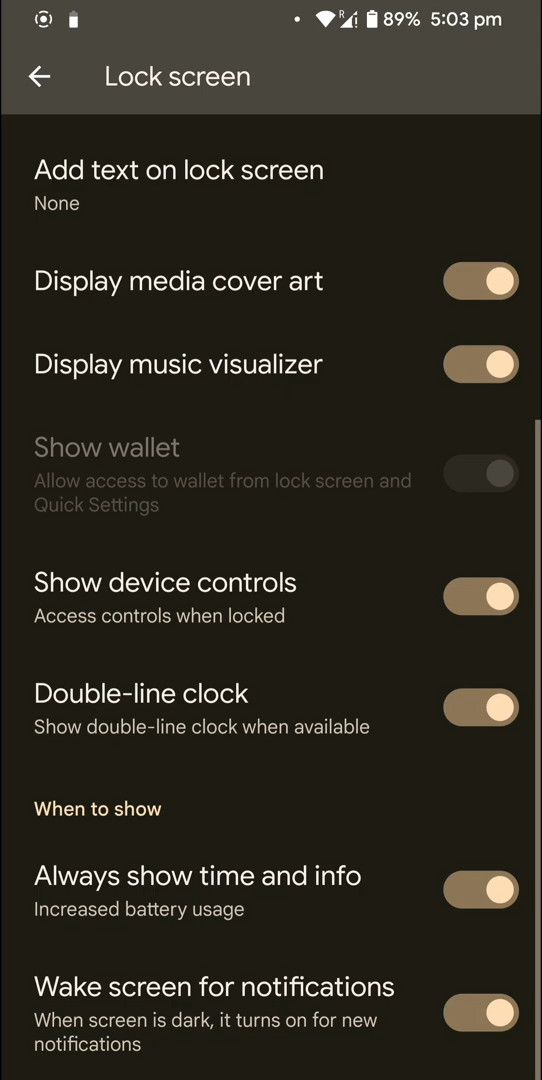 R 89% 5:03 pm
Lock screen
Add text on lock screen
None
Display media cover art
Display music visualizer
Show wallet
Allow access to wallet from lock screen and
Quick Settings
Show device controls
Access controls when locked
Double-line clock
Show double-line clock when available
When to show
Always show time and info
Increased battery usage
Wake screen for notifications
When screen is dark, it turns on for new
notifications